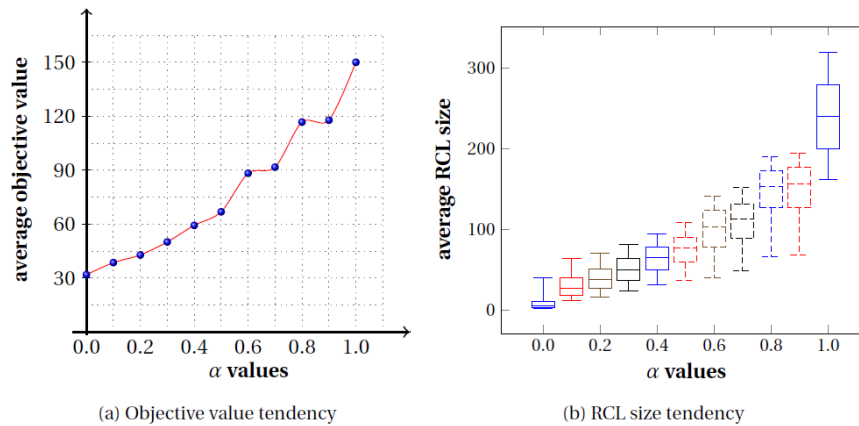 average objective value
150
120
90
60
30
0.0 0.2 0.4 0.6 0.8 1.0
α values
(a) Objective value tendency
average RCL size
300
200
100
0
0.0 0.2 0.4 0.6 0.8 1.0
α values
(b) RCL size tendency